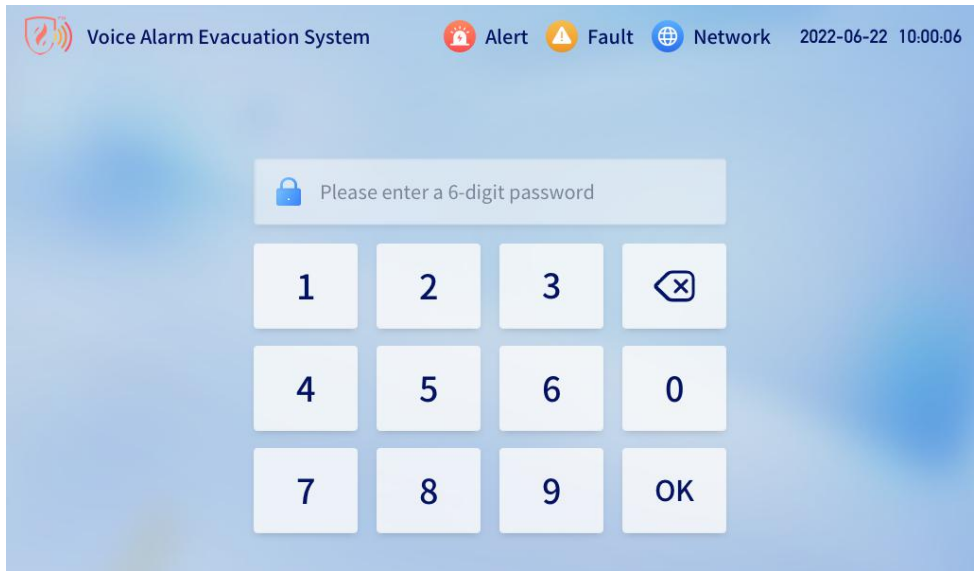 Voice Alarm Evacuation System Alert Fault Network 2022-06-22 10:00:06
Please enter a 6-digit password
1 2 3
4 5 6 0
7 8 9 OK